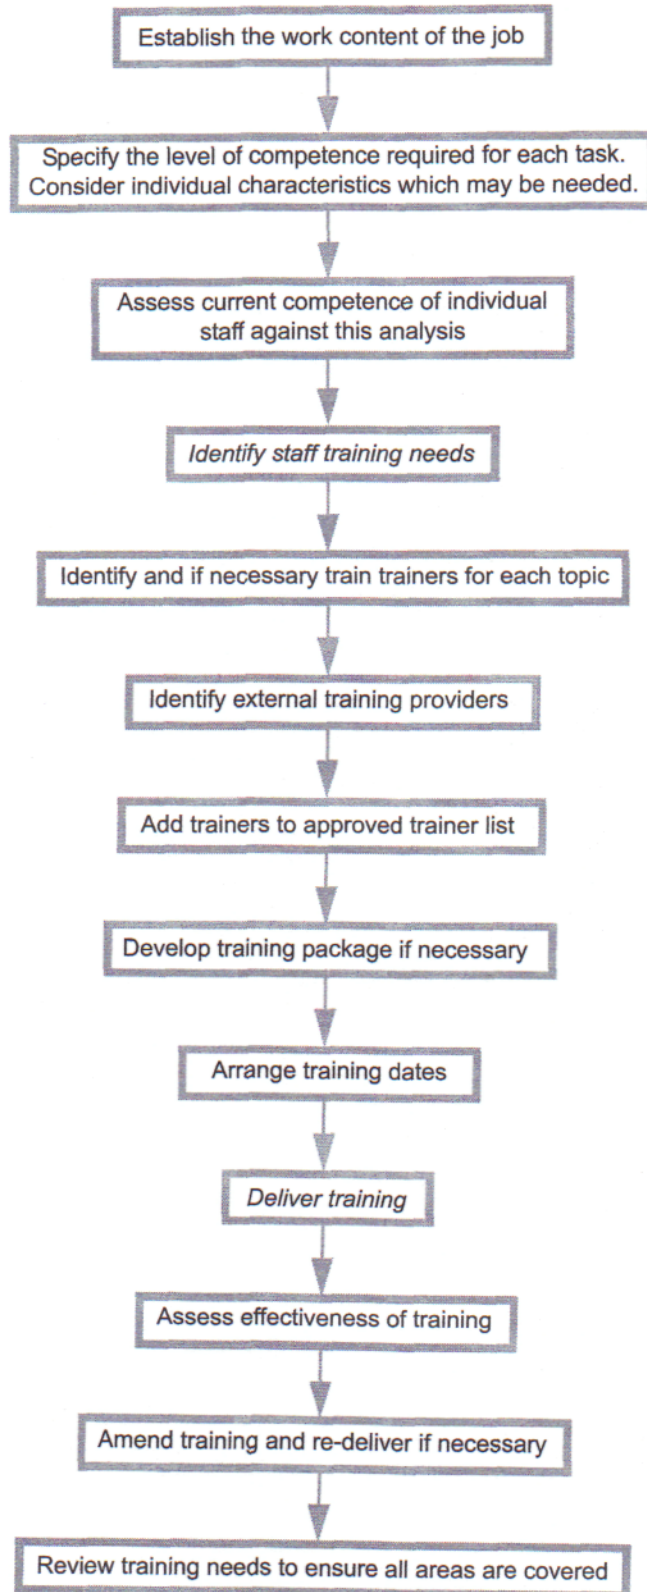 Establish the work content of the job
Specify the level of competence required for each task.
Consider individual characteristics which may be needed.
Assess current competence of individual
staff against this analysis
Identify staff training needs
Identify and if necessary train trainers for each topic
Identify external training providers
Add trainers to approved trainer list
Develop training package if necessary
Arrange training dates
Deliver training
Assess effectiveness of training
Amend training and re-deliver if necessary
Review training needs to ensure all areas are covered